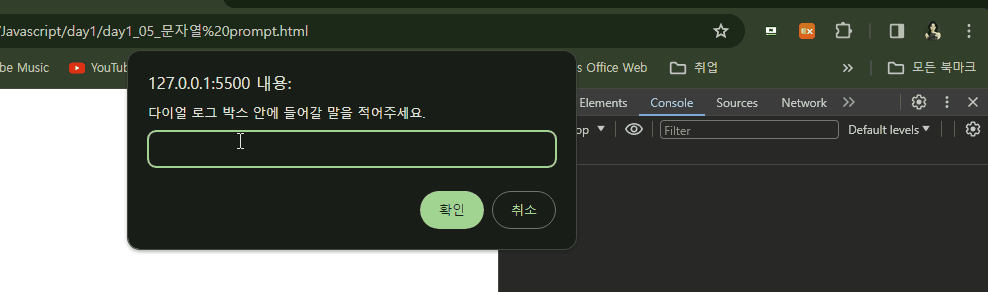 /Javascript/day1/day1_05_문자열%20prompt.html
be Music YouTu
s Office Web 취업 » 모든 북마크
127.0.0.1:5500 내용:
다이얼 로그 박스 안에 들어갈 말을 적어주세요.
확인 취소
Elements Console Sources Network »
op Filter Default levels
EX